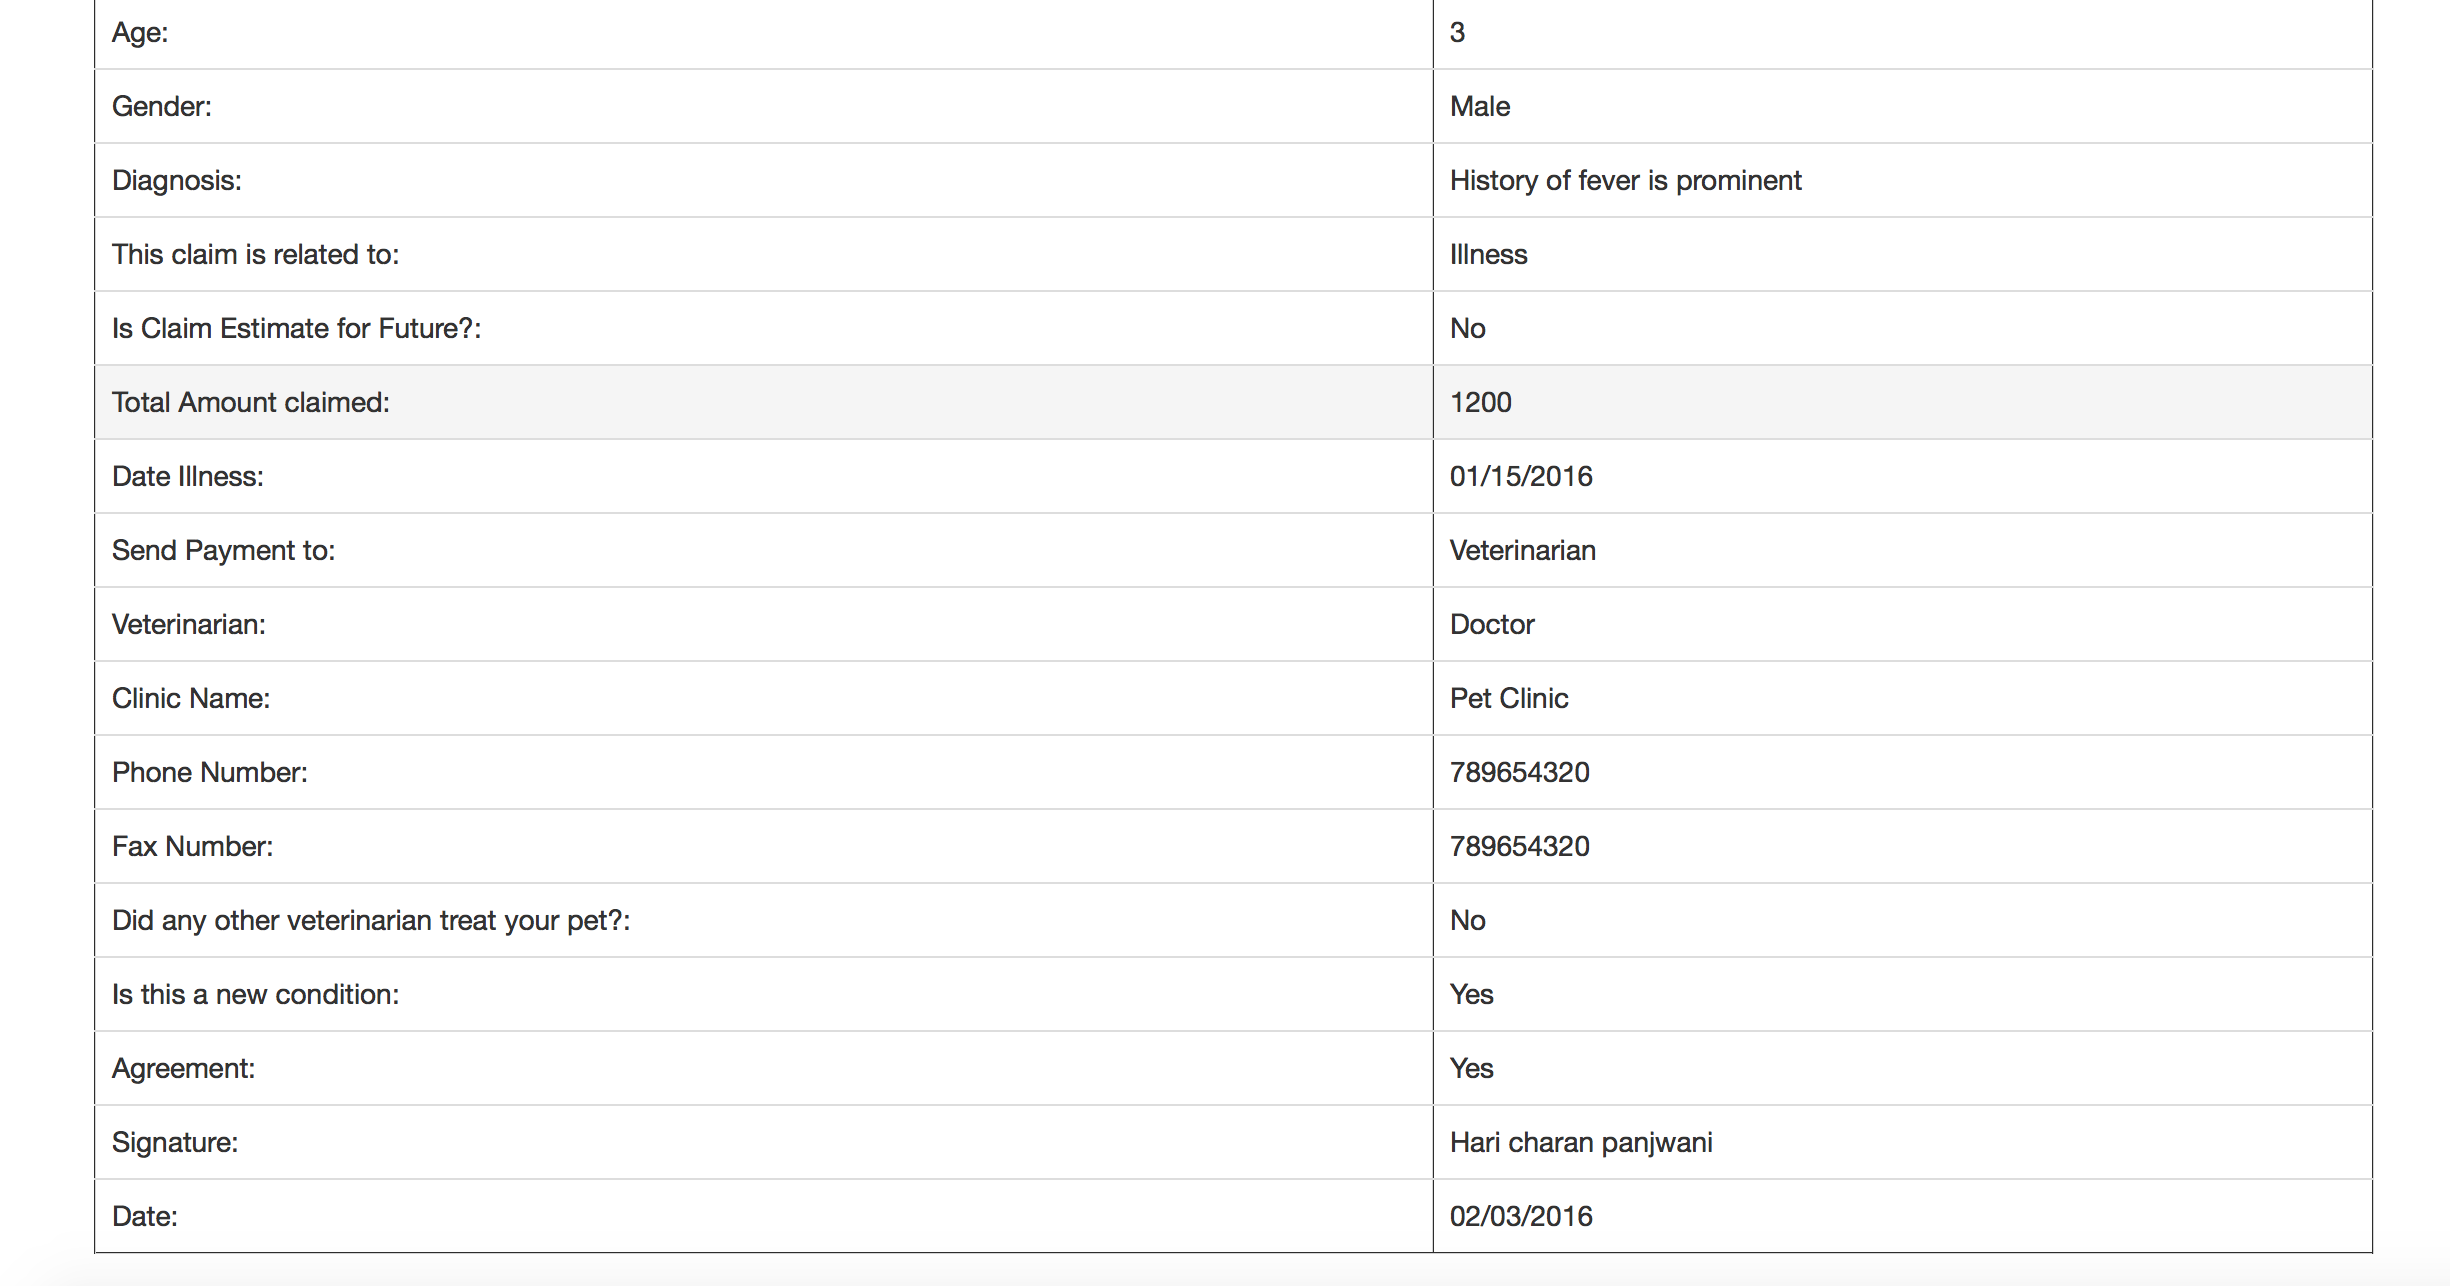 Age: 3
Gender: Male
Diagnosis: History of fever is prominent
This claim is related to: Illness
Is Claim Estimate for Future?: No
Total Amount claimed: 1200
Date Illness: 01/15/2016
Send Payment to: Veterinarian
Veterinarian: Doctor
Clinic Name: Pet Clinic
Phone Number: 789654320
Fax Number: 789654320
Did any other veterinarian treat your pet?: No
Is this a new condition: Yes
Agreement: Yes
Signature: Hari charan panjwani
Date: 02/03/2016